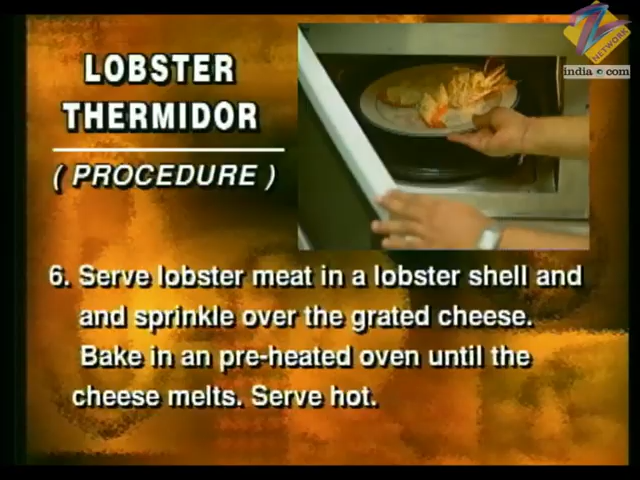 LOBSTER
THERMIDOR
( PROCEDURE )
Z
NETWORK
india.com
6. Serve lobster meat in a lobster shell and
and sprinkle over the grated cheese.
Bake in an pre-heated oven until the
cheese melts. Serve hot.